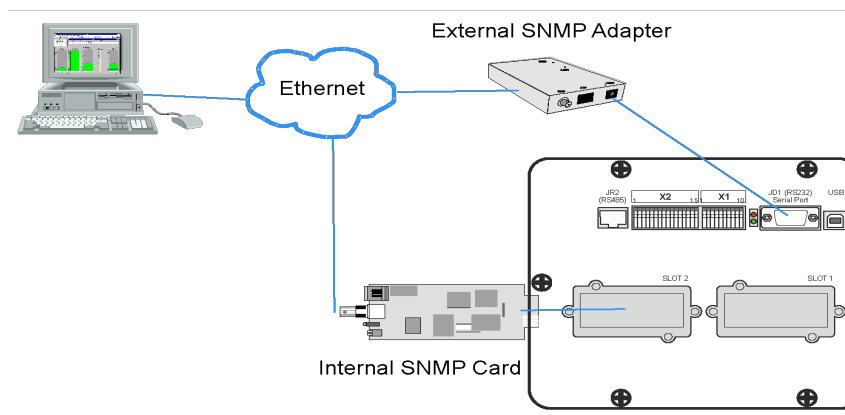 External SNMP Adapter
Ethernet
JR2
(RS485)
X2
1
15
X1
1
10
JD1 (RS232)
Serial Port
USB
SLOT 2
SLOT 1
Internal SNMP Card